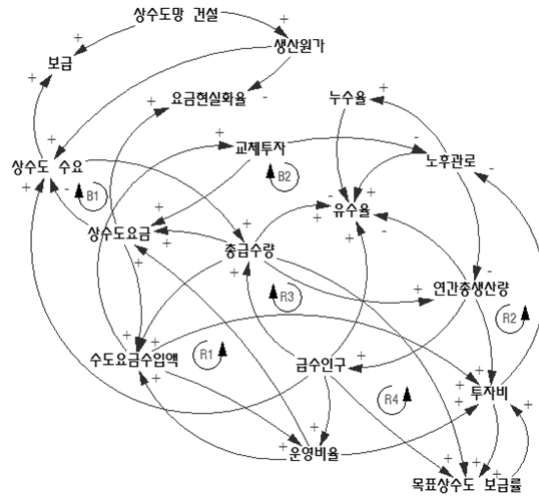 상수도망 건설
생산원가
보급
요금현실화율
누수율
교체투자
노후관로
상수도 수요
B1
B2
유수율
상수도요금
총급수량
연간총생산량
R3
R2
수도요금수입액
R1
급수인구
R4
투자비
운영비율
목표상수도 보급률